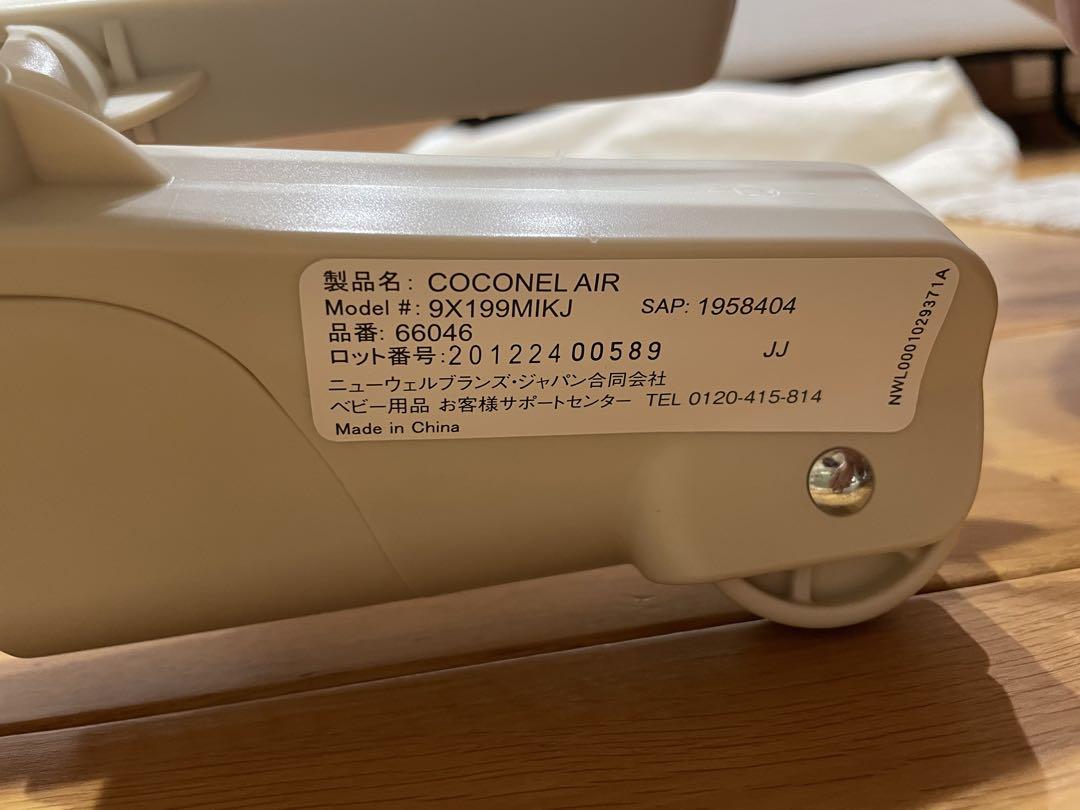 製品名: COCONEL AIR
Model #: 9X199MIKJ SAP: 1958404
品番: 66046
ロット番号:20122400589 JJ
ニューウェルブランズ・ジャパン合同会社
ベビー用品 お客様サポートセンター TEL 0120-415-814
Made in China
NWL0001029371A